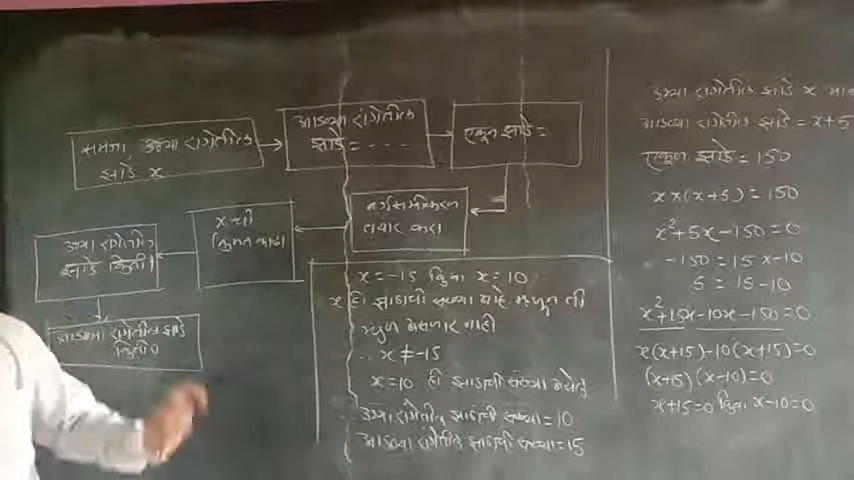 समजा, उभ्या रांगेतील
झाडे x
आडव्या रांगेतील
झाडे = - - - -
एकूण झाडे =
वर्गसमीकरण
तयार करा
x ची
किंमत काढा
उभ्या रांगेतील
झाडे किती?
आडव्या रांगेतील झाडे
किती?
x = -15 किंवा x = 10
x ही झाडांची संख्या आहे म्हणून ती
ऋण असणार नाही
∴ x ≠ -15
x = 10 ही झाडांची संख्या
उभ्या रांगेतील झाडांची संख्या = 10
आडव्या रांगेतील झाडांची संख्या = 15
उभ्या रांगेतील झाडे x
आडव्या रांगेतील झाडे = x+5
एकूण झाडे = 150
x×(x+5) = 150
x²+5x-150=0
-150 = 15 x -10
5 = 15 - 10
x²+15x-10x-150=0
x(x+15)-10(x+15)=0
(x+15) (x-10)=0
x+15=0 किंवा x-10=0